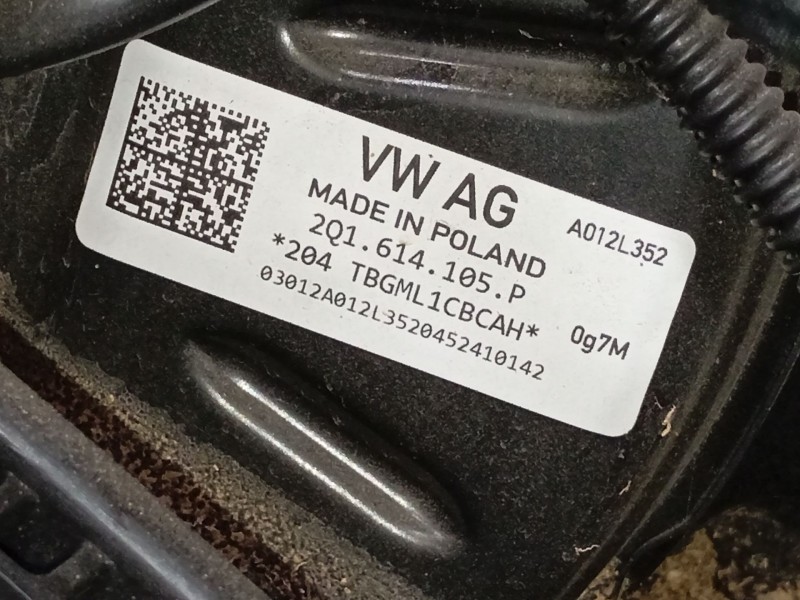 VW AG
MADE IN POLAND
A012L352
2Q1.614.105.P
*204 TBGML1CBCAH*
0g7M
03012A012L3520452410142